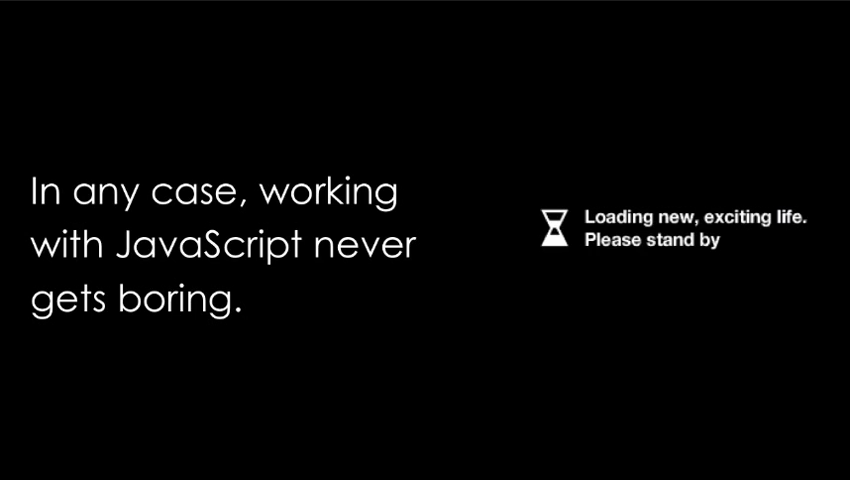 In any case, working
with JavaScript never
gets boring.
Loading new, exciting life.
Please stand by